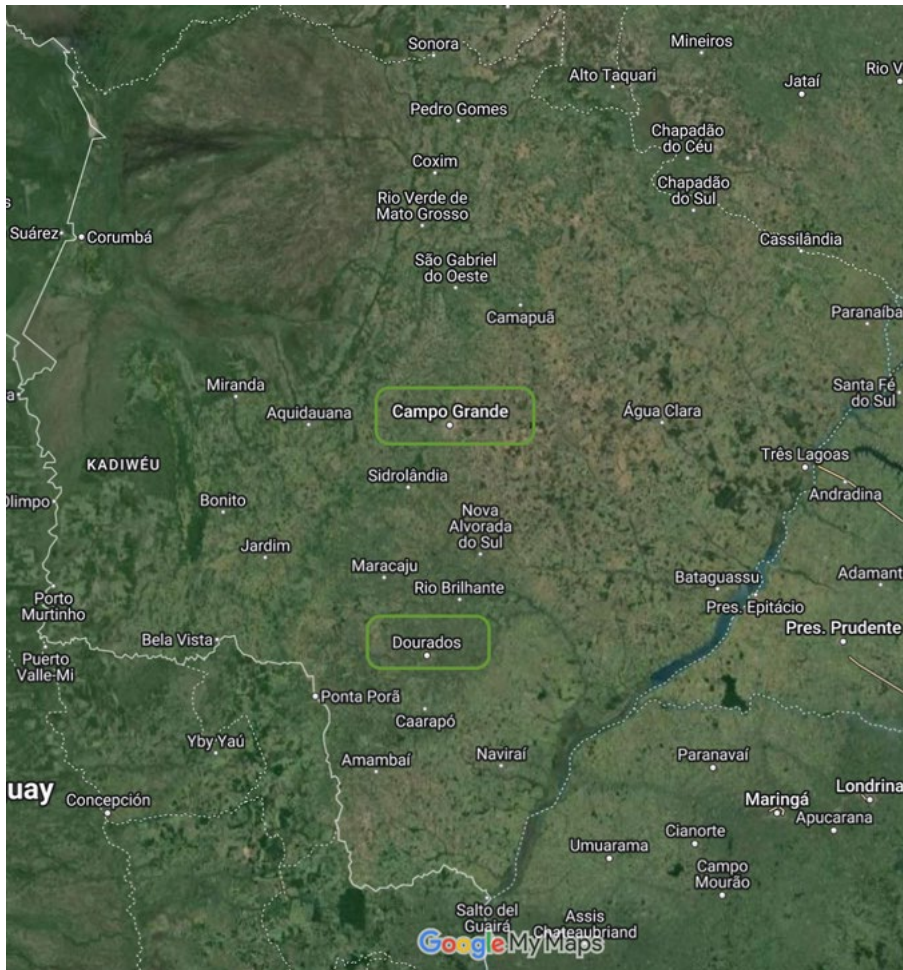 Sonora
Mineiros
Alto Taquari
Jataí
Rio V
Pedro Gomes
Chapadão
do Céu
Coxim
Chapadão
do Sul
Rio Verde de
Mato Grosso
s
Suárez
Corumbá
Cassilândia
São Gabriel
do Oeste
Camapuã
Paranaíba
Miranda
Santa Fé
do Sul
a
Aquidauana
Campo Grande
Água Clara
Três Lagoas
KADIWÉU
Sidrolândia
Andradina
Olimpo
Bonito
Nova
Alvorada
do Sul
Jardim
Maracaju
Rio Brilhante
Bataguassu
Adamant
Porto
Murtinho
Pres. Epitácio
Bela Vista
Dourados
Pres. Prudente
Puerto
Valle-Mi
Ponta Porã
Caarapó
Yby Yaú
Amambaí
Naviraí
Paranavaí
uay
Concepción
Maringá
Londrina
Apucarana
Cianorte
Umuarama
Campo
Mourão
Salto del
Guairá
Assis
Chateaubriand
Google My Maps